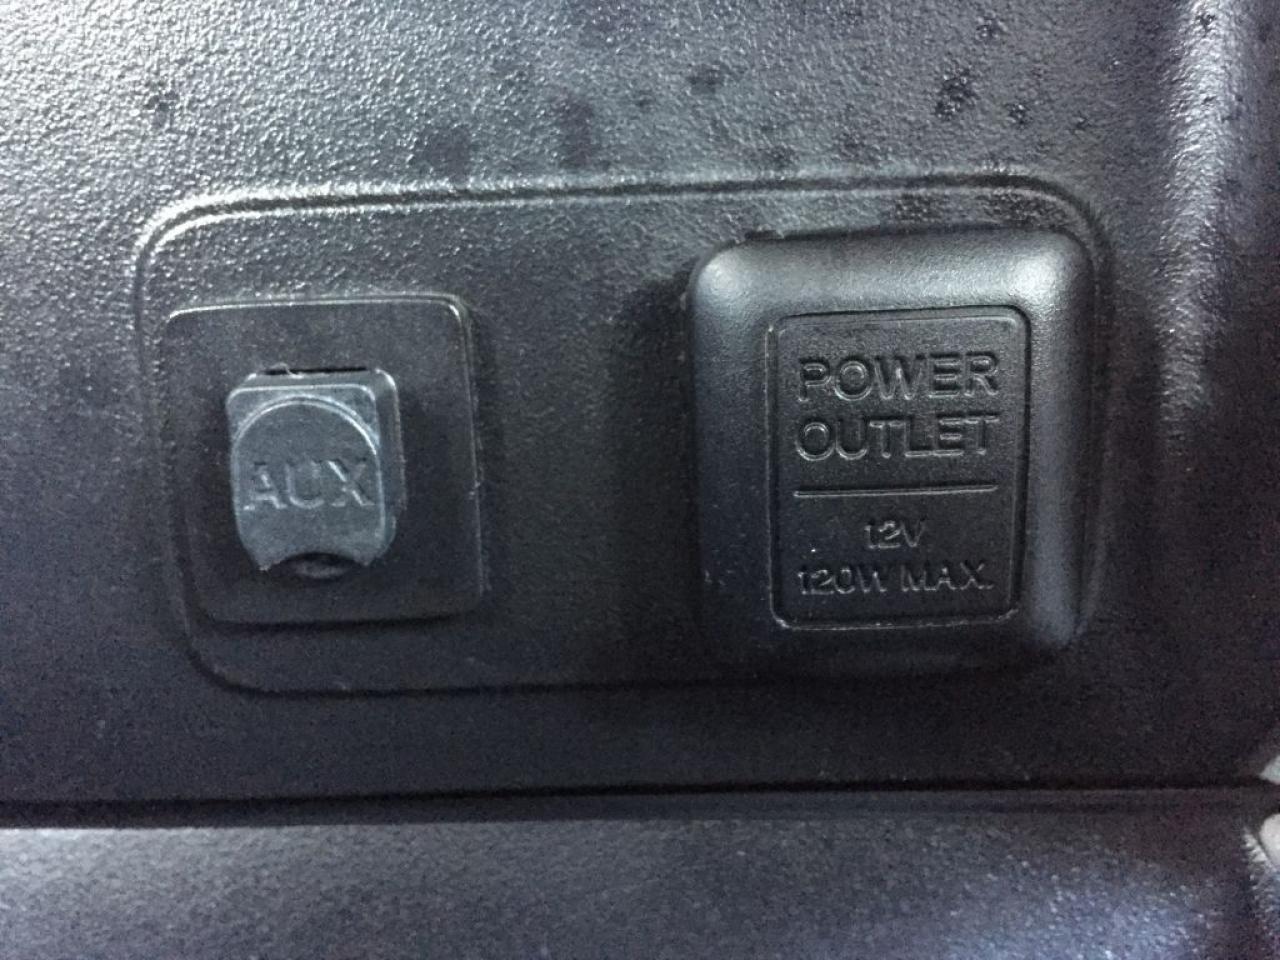 AUX
POWER
OUTLET
12V
120W MAX.